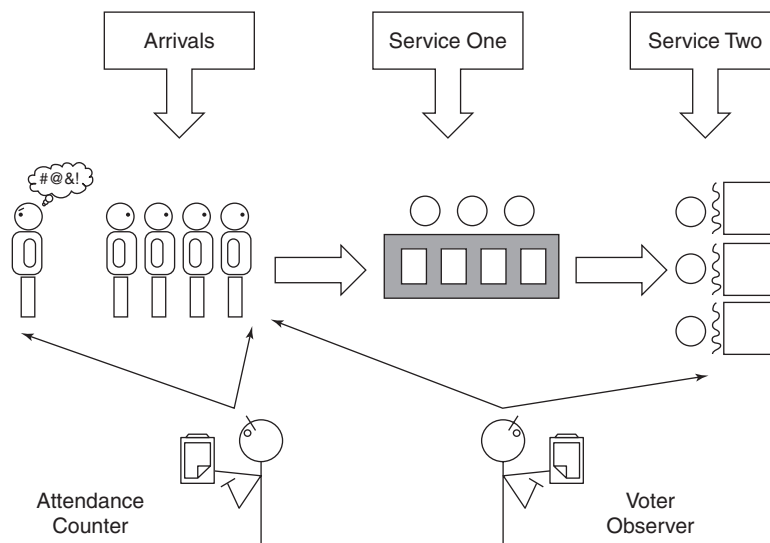 Arrivals
Service One
Service Two
#@&!
Attendance
Counter
Voter
Observer